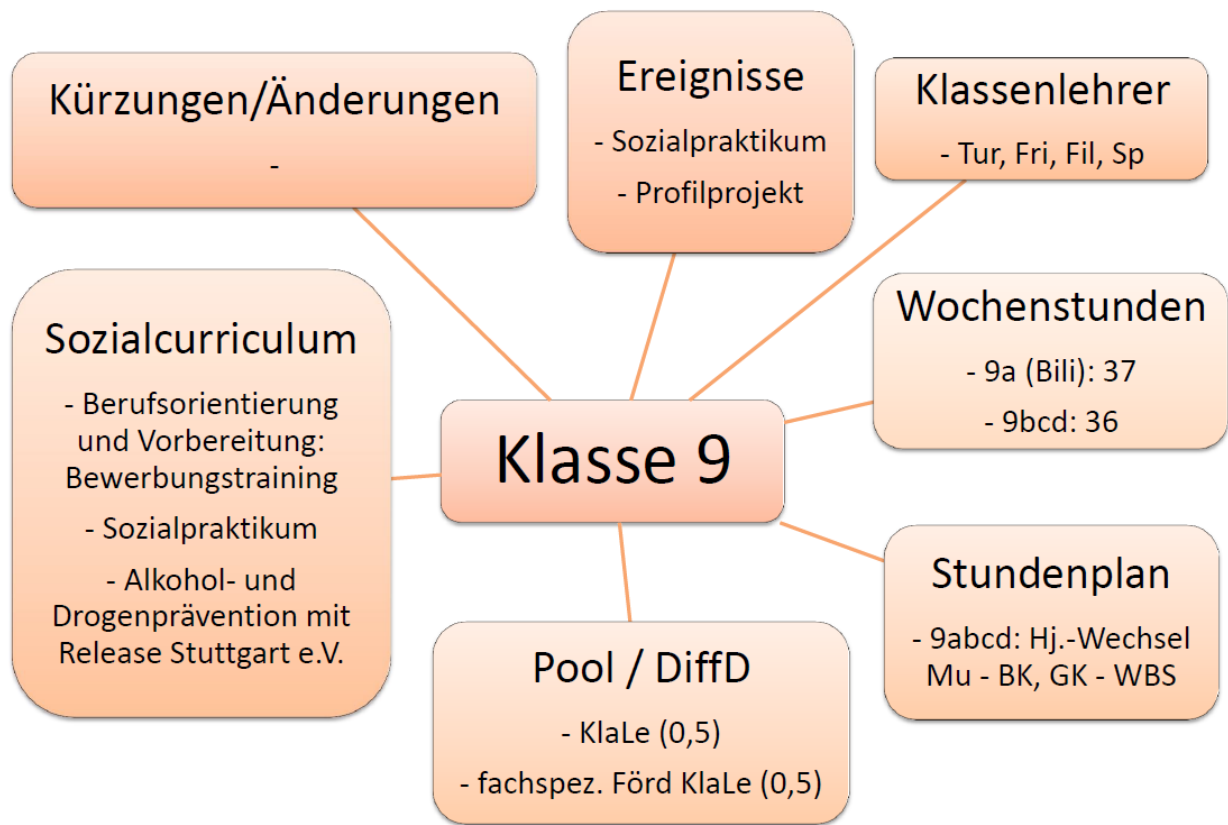 Kürzungen/Änderungen
-
Ereignisse
- Sozialpraktikum
- Profilprojekt
Klassenlehrer
- Tur, Fri, Fil, Sp
Sozialcurriculum
- Berufsorientierung
und Vorbereitung:
Bewerbungstraining
- Sozialpraktikum
- Alkohol- und
Drogenprävention mit
Release Stuttgart e.V.
Klasse 9
Wochenstunden
- 9a (Bili): 37
- 9bcd: 36
Stundenplan
- 9abcd: Hj.-Wechsel
Mu - BK, GK - WBS
Pool / DiffD
- KlaLe (0,5)
- fachspez. Förd KlaLe (0,5)